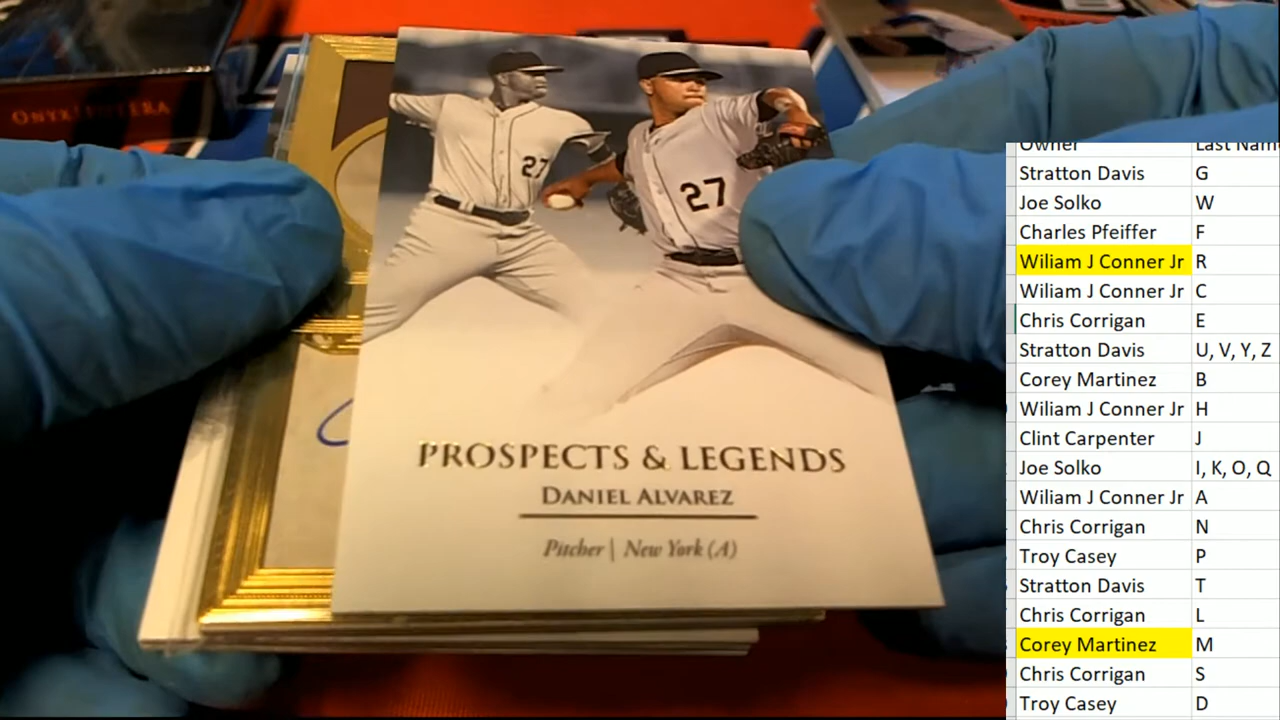 27
27
PROSPECTS & LEGENDS
DANIEL ALVAREZ
Pitcher | New York (A)
Owner Last Name
Stratton Davis G
Joe Solko W
Charles Pfeiffer F
Wiliam J Conner Jr R
Wiliam J Conner Jr C
Chris Corrigan E
Stratton Davis U, V, Y, Z
Corey Martinez B
Wiliam J Conner Jr H
Clint Carpenter J
Joe Solko I, K, O, Q
Wiliam J Conner Jr A
Chris Corrigan N
Troy Casey P
Stratton Davis T
Chris Corrigan L
Corey Martinez M
Chris Corrigan S
Troy Casey D